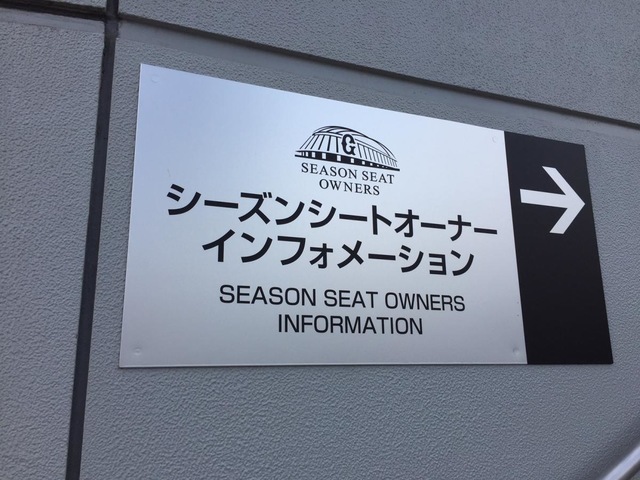 G
SEASON SEAT
OWNERS
シーズンシートオーナー
インフォメーション
SEASON SEAT OWNERS
INFORMATION